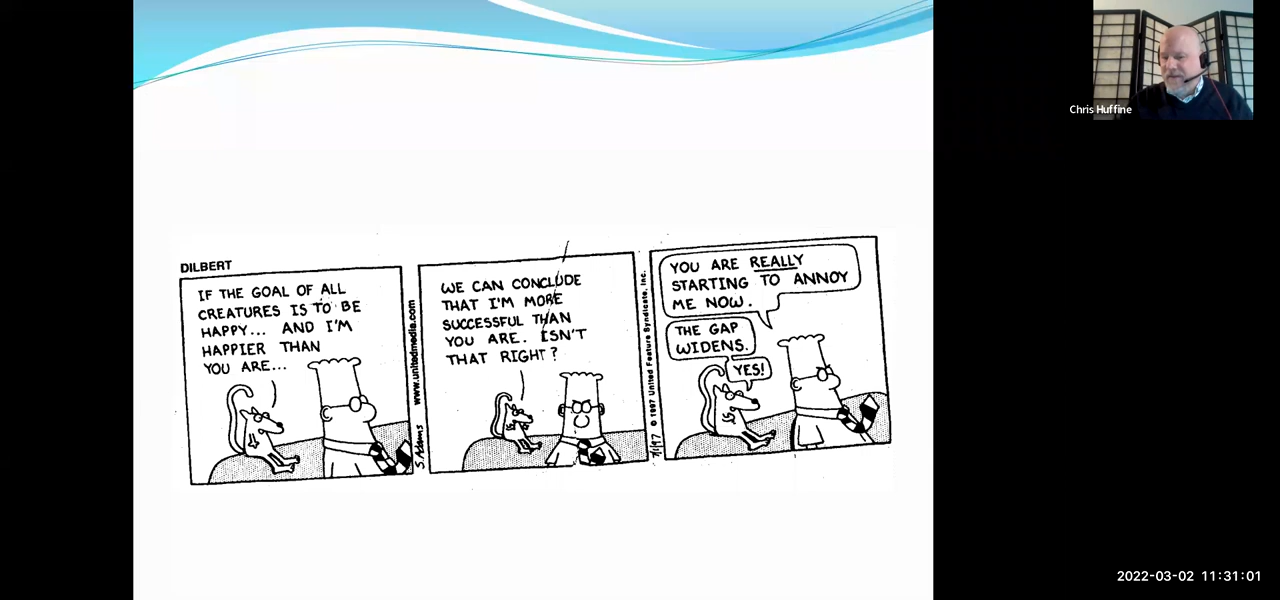 Chris Huffine
DILBERT
IF THE GOAL OF ALL
CREATURES IS TO BE
HAPPY... AND I'M
HAPPIER THAN
YOU ARE...
www.unitedmedia.com
S.Adams
WE CAN CONCLUDE
THAT I'M MORE
SUCCESSFUL THAN
YOU ARE. ISN'T
THAT RIGHT?
© 1997 United Feature Syndicate, Inc.
YOU ARE REALLY
STARTING TO ANNOY
ME NOW.
THE GAP
WIDENS.
YES!
2022-03-02 11:31:01